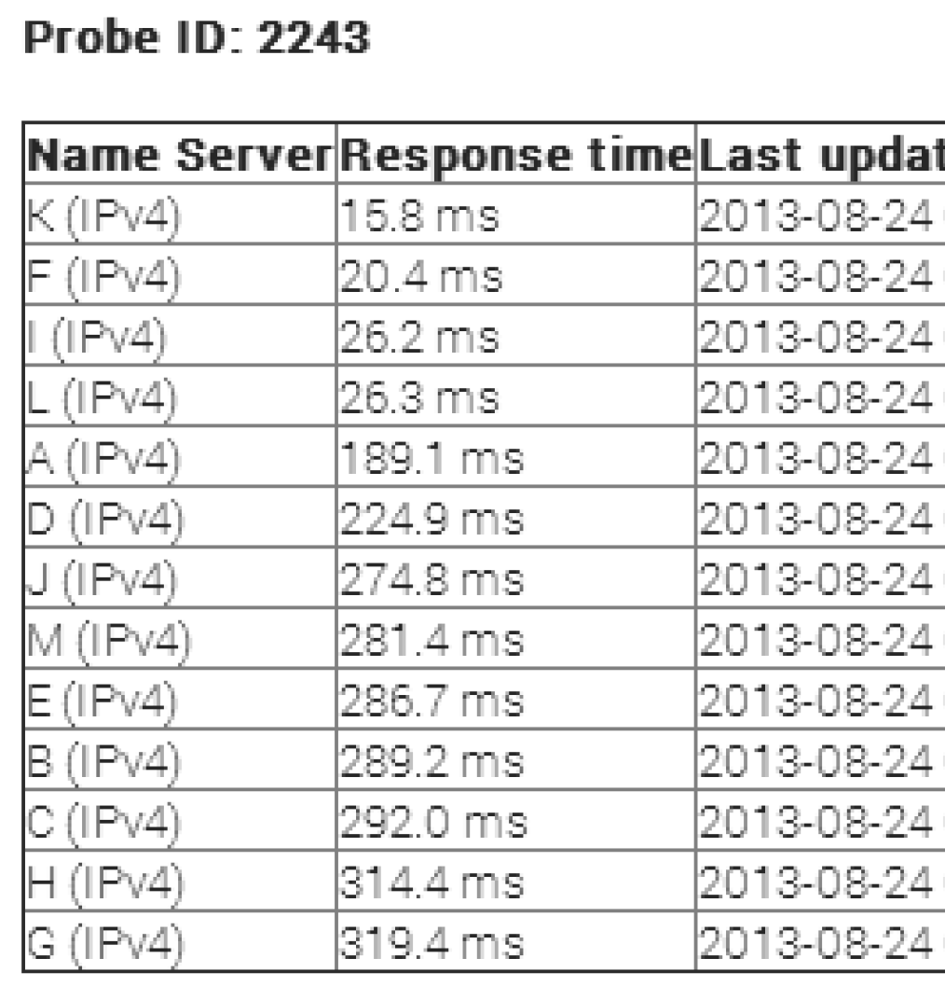 Probe ID: 2243
Name Server Response time Last updat
K (IPv4) 15.8 ms 2013-08-24
F (IPv4) 20.4 ms 2013-08-24
I (IPv4) 26.2 ms 2013-08-24
L (IPv4) 26.3 ms 2013-08-24
A (IPv4) 189.1 ms 2013-08-24
D (IPv4) 224.9 ms 2013-08-24
J (IPv4) 274.8 ms 2013-08-24
M (IPv4) 281.4 ms 2013-08-24
E (IPv4) 286.7 ms 2013-08-24
B (IPv4) 289.2 ms 2013-08-24
C (IPv4) 292.0 ms 2013-08-24
H (IPv4) 314.4 ms 2013-08-24
G (IPv4) 319.4 ms 2013-08-24